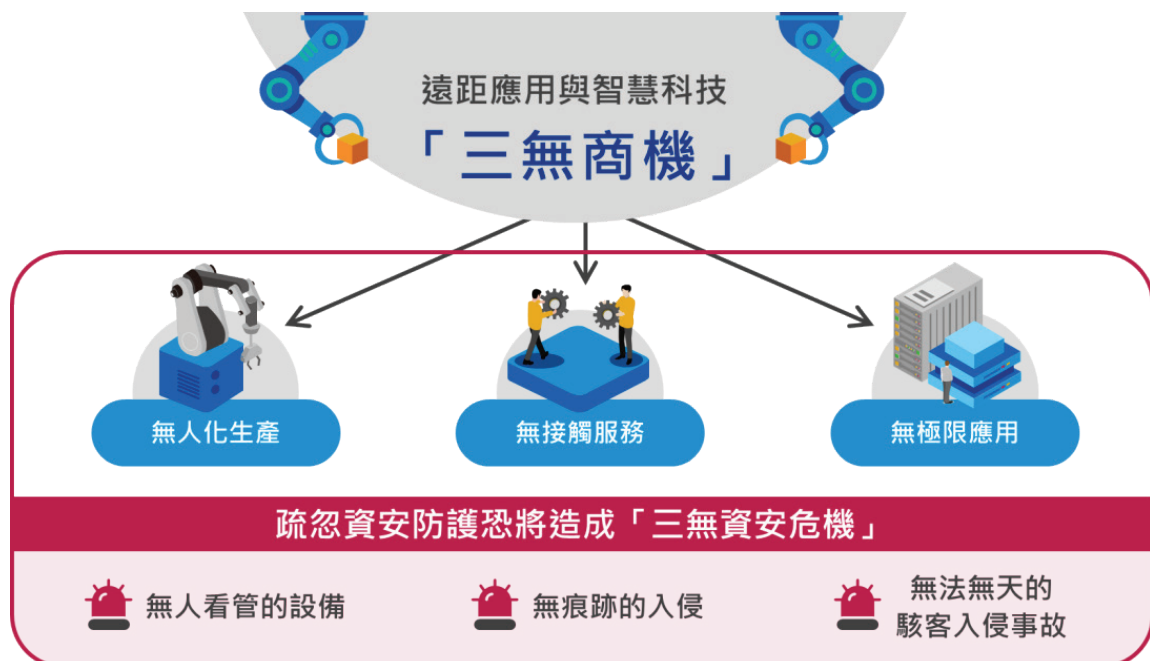 遠距應用與智慧科技
「三無商機」
無人化生產
無接觸服務
無極限應用
疏忽資安防護恐將造成「三無資安危機」
無人看管的設備
無痕跡的入侵
無法無天的
駭客入侵事故